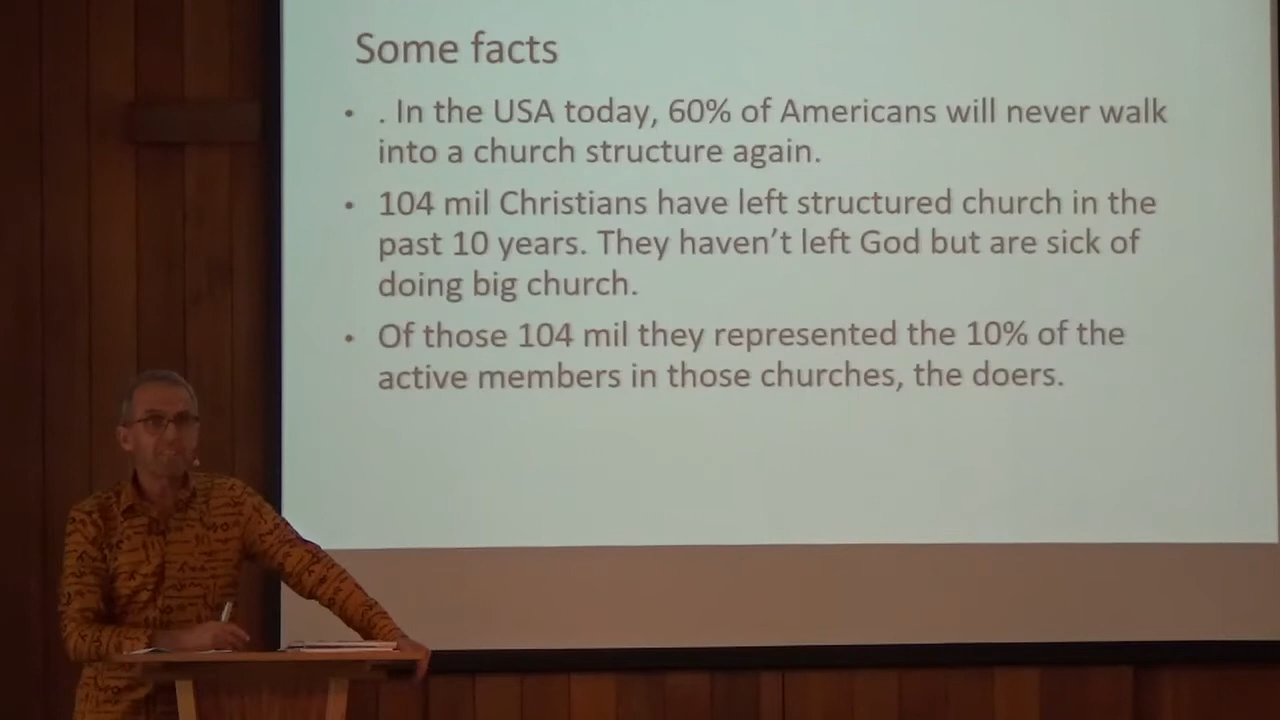 Some facts
• . In the USA today, 60% of Americans will never walk
into a church structure again.
• 104 mil Christians have left structured church in the
past 10 years. They haven’t left God but are sick of
doing big church.
• Of those 104 mil they represented the 10% of the
active members in those churches, the doers.